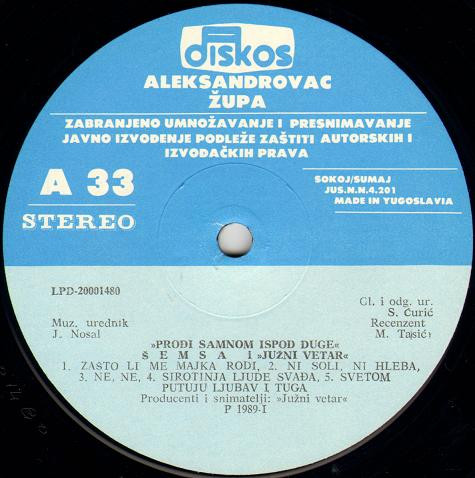 diskos
ALEKSANDROVAC
ŽUPA
ZABRANJENO UMNOŽAVANJE I PRESNIMAVANJE
JAVNO IZVOĐENJE PODLEŽE ZAŠTITI AUTORSKIH I
IZVOĐAČKIH PRAVA
A 33
STEREO
SOKOJ/SUMAJ
JUS.N.N.4.201
MADE IN YUGOSLAVIA
LPD-20001480
Muz. urednik
J. Nosal
Gl. i odg. ur.
S. Ćurić
Recenzent
M. Tasić
»PROĐI SAMNOM ISPOD DUGE«
ŠEMSA i »JUŽNI VETAR«
1. ZAŠTO LI ME MAJKA RODI, 2. NI SOLI, NI HLEBA,
3. NE, NE, 4. SIROTINJA LJUDE SVAĐA, 5. SVETOM
PUTUJU LJUBAV I TUGA
Producenti i snimatelji: »Južni vetar«
P 1989-I